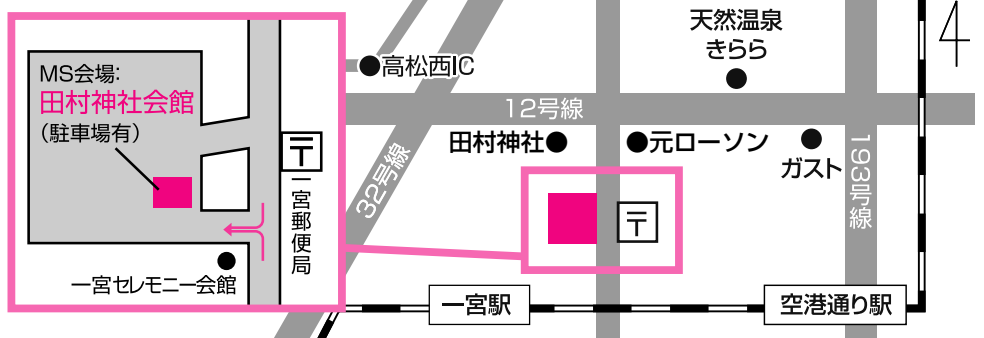 MS会場:
田村神社会館
(駐車場有)
〒
一宮郵便局
一宮セレモニー会館
高松西IC
天然温泉
きらら
4
12号線
田村神社
元ローソン
ガスト
32号線
193号線
〒
一宮駅
空港通り駅